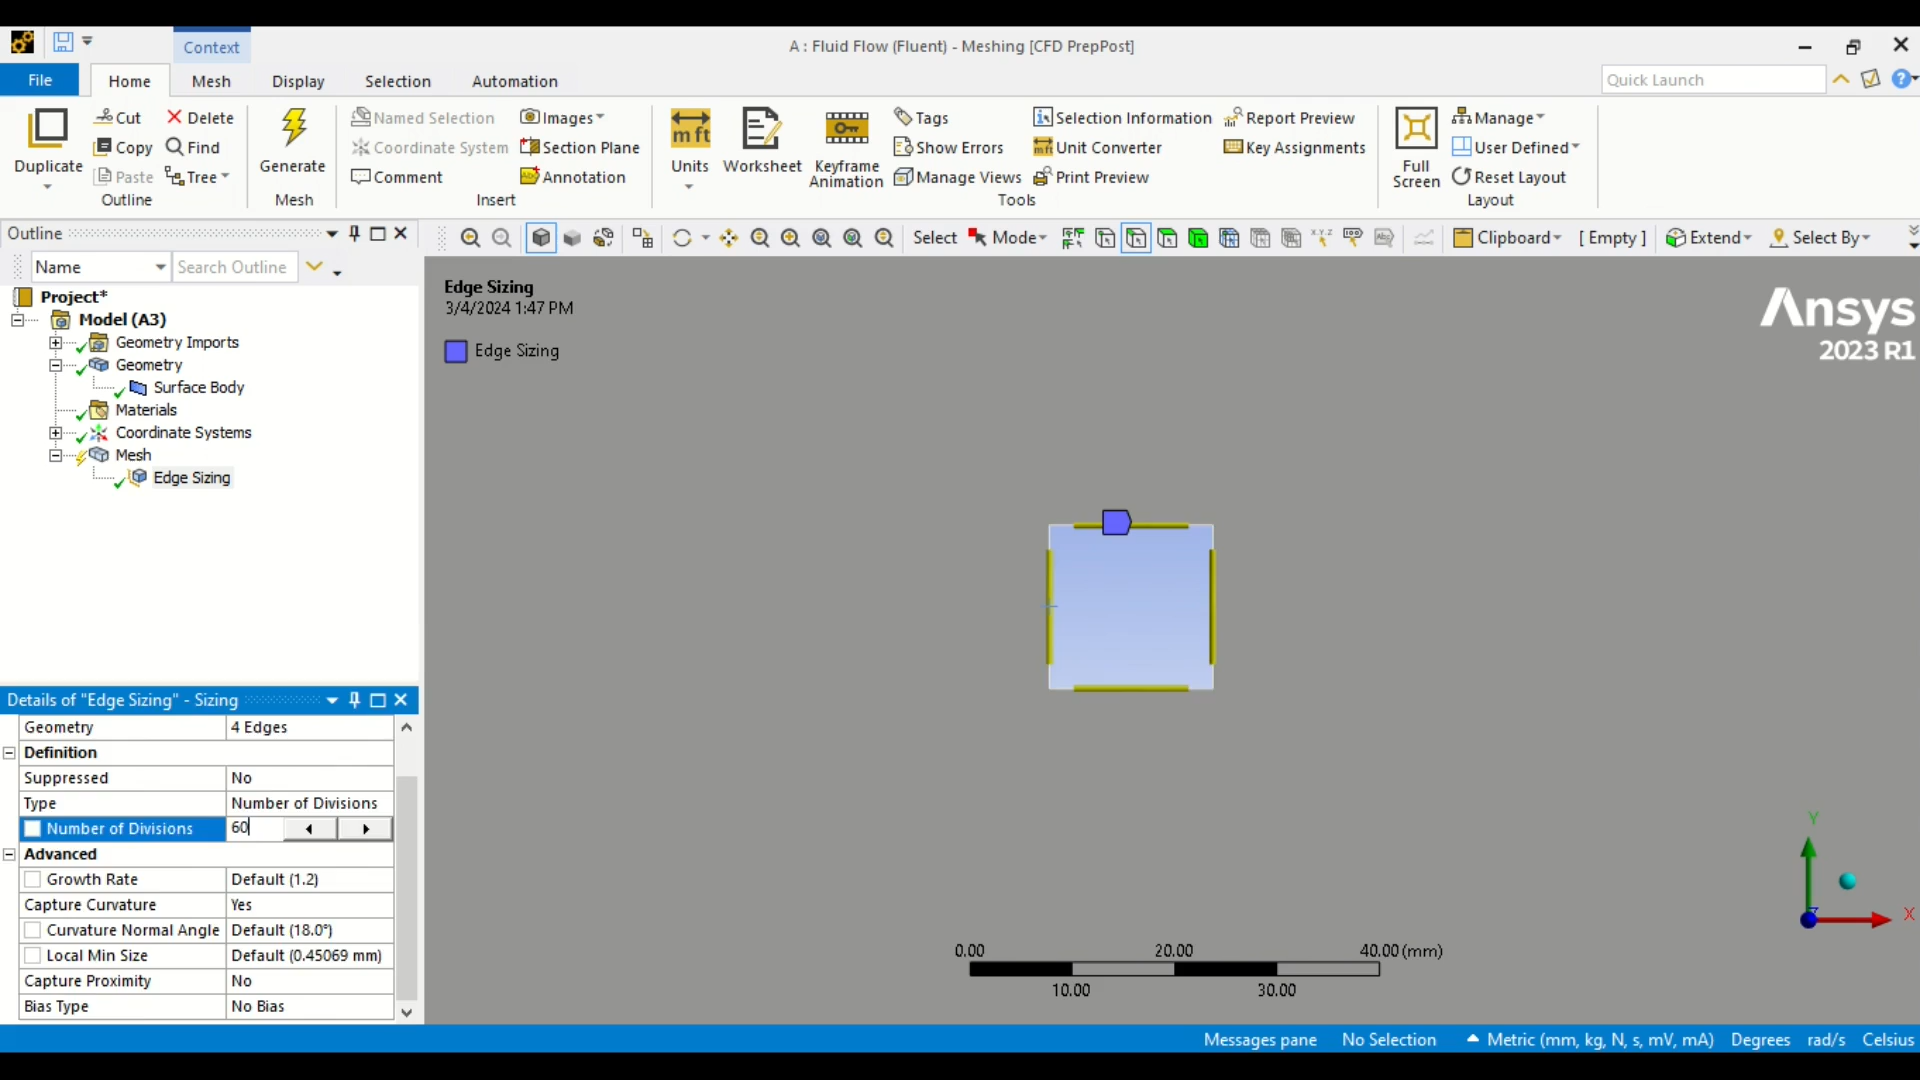 Context
A : Fluid Flow (Fluent) - Meshing [CFD PrepPost]
File Home Mesh Display Selection Automation
Quick Launch
Duplicate
Cut
Copy
Paste
Delete
Find
Tree
Outline
Generate
Mesh
Named Selection
Coordinate System
Comment
Images
Section Plane
Annotation
Insert
mft
Units
Worksheet
Keyframe
Animation
Tags
Show Errors
Manage Views
Selection Information
Unit Converter
Print Preview
Report Preview
Key Assignments
Tools
Full
Screen
Manage
User Defined
Reset Layout
Layout
Outline
Select Mode Clipboard [ Empty ] Extend Select By
Name Search Outline
Project*
Model (A3)
Geometry Imports
Geometry
Surface Body
Materials
Coordinate Systems
Mesh
Edge Sizing
Edge Sizing
3/4/2024 1:47 PM
Edge Sizing
Ansys
2023 R1
Details of "Edge Sizing" - Sizing
Geometry 4 Edges
Definition
Suppressed No
Type Number of Divisions
Number of Divisions 60
Advanced
Growth Rate Default (1.2)
Capture Curvature Yes
Curvature Normal Angle Default (18.0°)
Local Min Size Default (0.45069 mm)
Capture Proximity No
Bias Type No Bias
0.00 20.00 40.00 (mm)
10.00 30.00
Y
Z
X
Messages pane No Selection Metric (mm, kg, N, s, mV, mA) Degrees rad/s Celsius